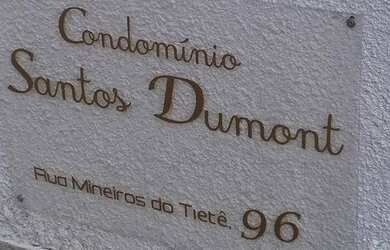 Condomínio
Santos Dumont
Rua Mineiros do Tietê, 96